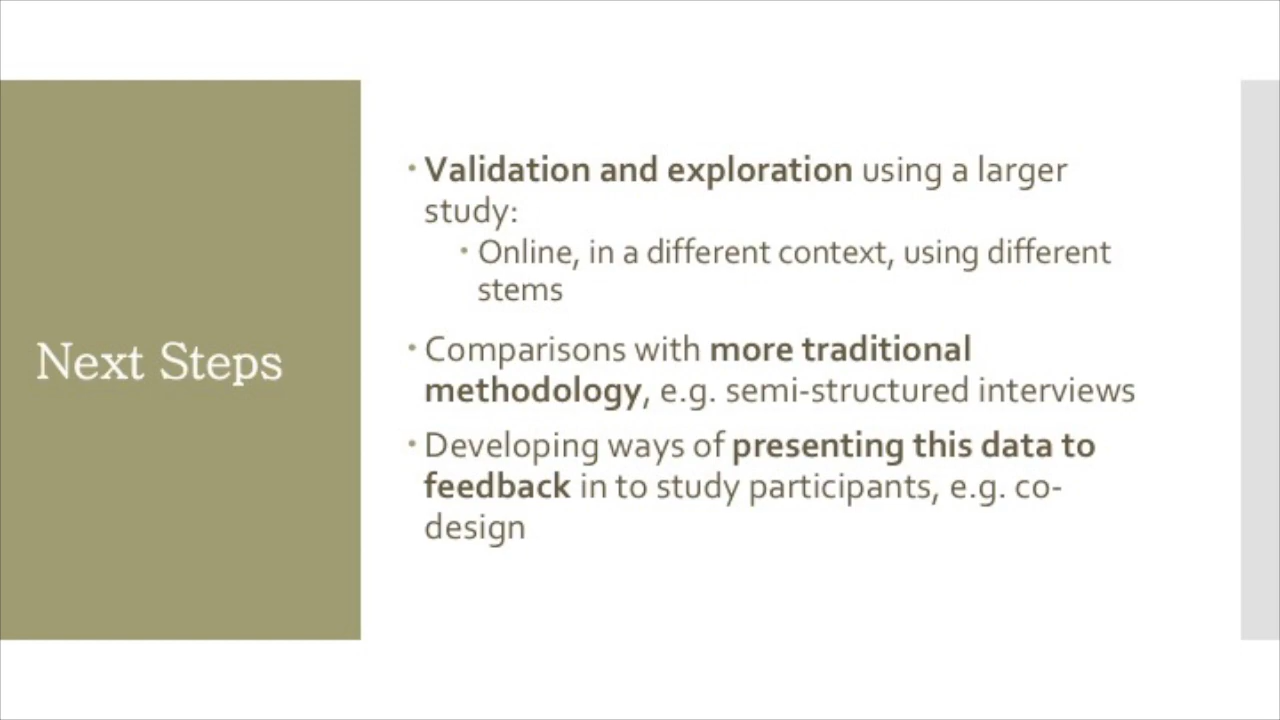 Next Steps
• Validation and exploration using a larger
study:
• Online, in a different context, using different
stems
• Comparisons with more traditional
methodology, e.g. semi-structured interviews
• Developing ways of presenting this data to
feedback in to study participants, e.g. co-
design